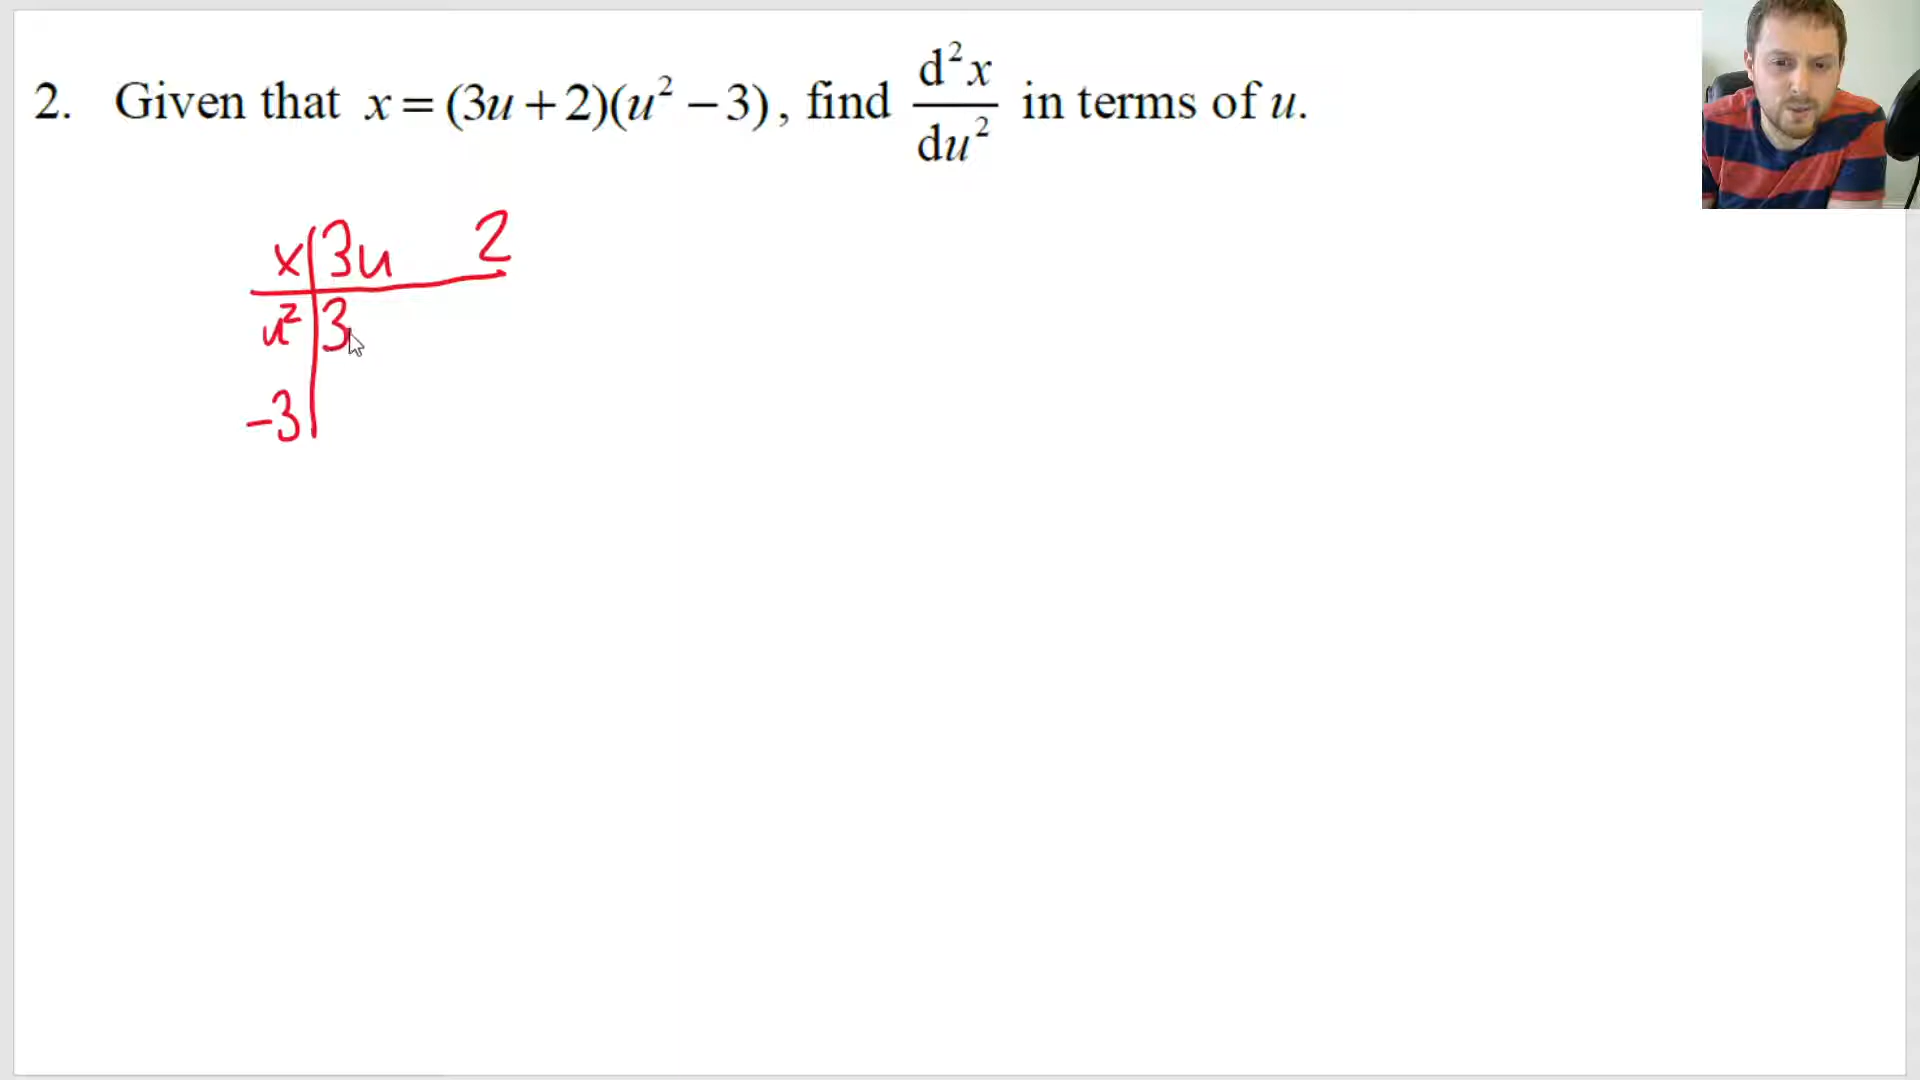 2. Given that x = (3u + 2)(u² − 3), find d²x/du² in terms of u.
x 3u 2
u² 3
-3